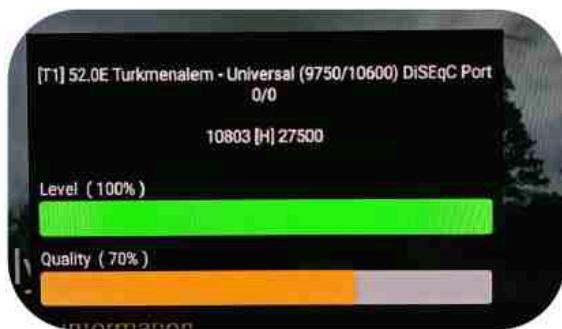 [T1] 52.0E Turkmenalem - Universal (9750/10600) DiSEqC Port
0/0
10803 [H] 27500
Level ( 100% )
Quality ( 70% )